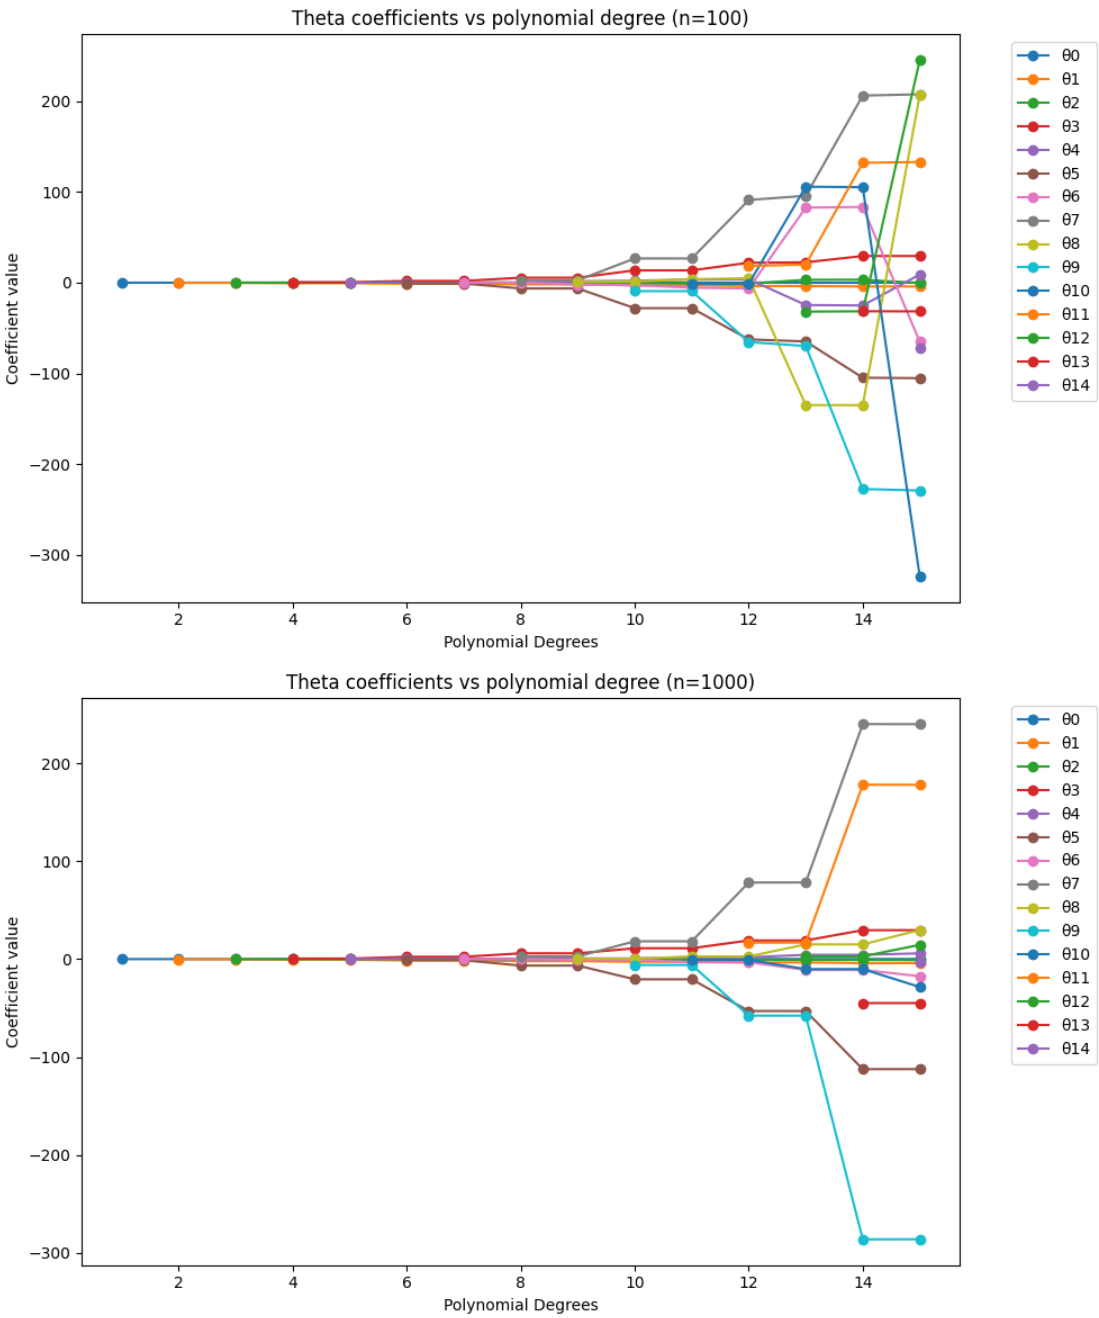 Theta coefficients vs polynomial degree (n=100)
Coefficient value
200
100
0
−100
−200
−300
2 4 6 8 10 12 14
Polynomial Degrees
θ0
θ1
θ2
θ3
θ4
θ5
θ6
θ7
θ8
θ9
θ10
θ11
θ12
θ13
θ14
Theta coefficients vs polynomial degree (n=1000)
Coefficient value
200
100
0
−100
−200
−300
2 4 6 8 10 12 14
Polynomial Degrees
θ0
θ1
θ2
θ3
θ4
θ5
θ6
θ7
θ8
θ9
θ10
θ11
θ12
θ13
θ14